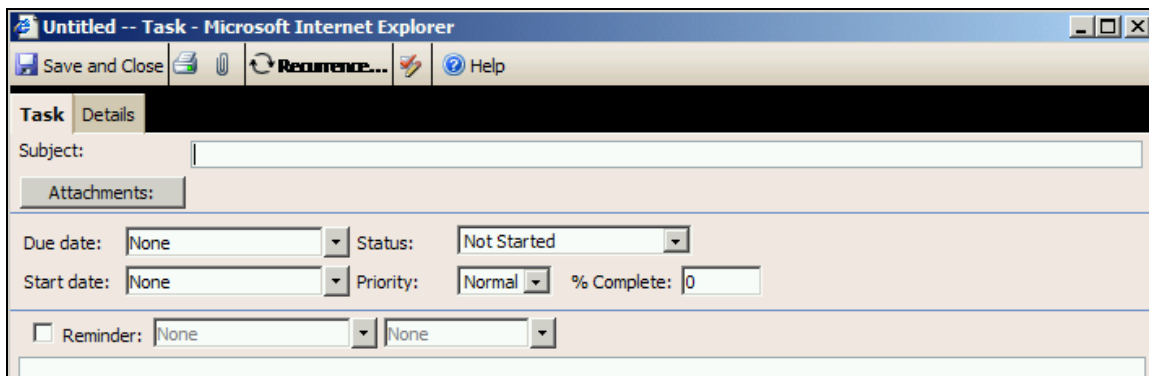 Untitled -- Task - Microsoft Internet Explorer
Save and Close Recurrence... Help
Task Details
Subject:
Attachments:
Due date: None Status: Not Started
Start date: None Priority: Normal % Complete: 0
Reminder: None None